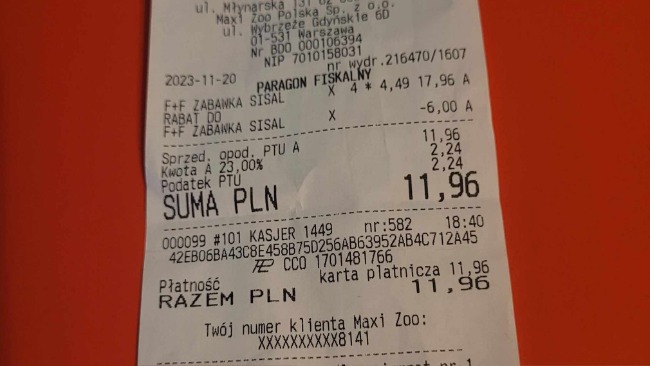 ul. Młynarska
Maxi Zoo Polska Sp. z o.o.
ul. Wybrzeże Gdyńskie 6D
01-531 Warszawa
Nr BDO 000106394
NIP 7010158031
nr wydr.216470/1607
2023-11-20
PARAGON FISKALNY
F+F ZABAWKA SISAL X 4 * 4,49 17,96 A
RABAT DO
F+F ZABAWKA SISAL X -6,00 A
Sprzed. opod. PTU A 11,96
Kwota A 23,00% 2,24
Podatek PTU 2,24
SUMA PLN 11,96
000099 #101 KASJER 1449 nr:582 18:40
42EB06BA43C8E458B75D256AB63952AB4C712A45
CCO 1701481766
Płatność karta płatnicza 11,96
RAZEM PLN 11,96
Twój numer klienta Maxi Zoo:
XXXXXXXXXX8141